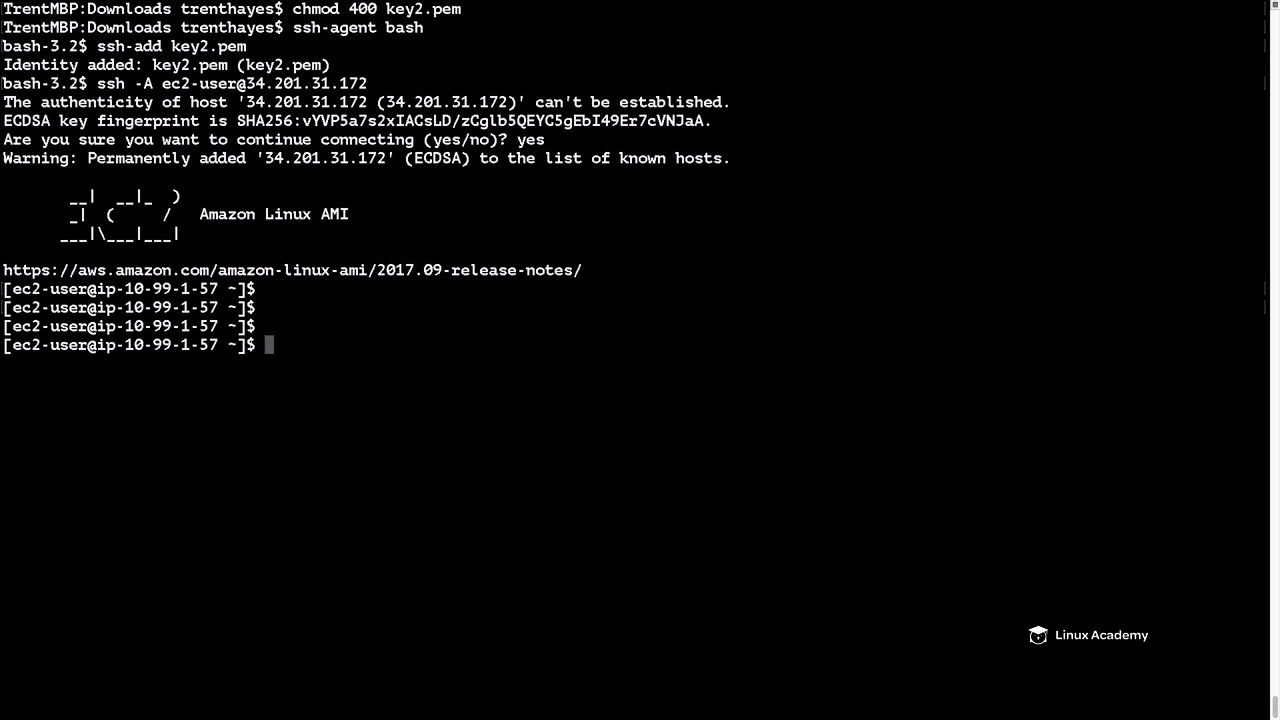 TrentMBP:Downloads trenthayes$ chmod 400 key2.pem
TrentMBP:Downloads trenthayes$ ssh-agent bash
bash-3.2$ ssh-add key2.pem
Identity added: key2.pem (key2.pem)
bash-3.2$ ssh -A ec2-user@34.201.31.172
The authenticity of host '34.201.31.172 (34.201.31.172)' can't be established.
ECDSA key fingerprint is SHA256:vYVP5a7s2xIACsLD/zCglb5QEYC5gEbI49Er7cVNJaA.
Are you sure you want to continue connecting (yes/no)? yes
Warning: Permanently added '34.201.31.172' (ECDSA) to the list of known hosts.
       __|  __|_  )
       _|  (     /   Amazon Linux AMI
      ___|\___|___|
https://aws.amazon.com/amazon-linux-ami/2017.09-release-notes/
[ec2-user@ip-10-99-1-57 ~]$
[ec2-user@ip-10-99-1-57 ~]$
[ec2-user@ip-10-99-1-57 ~]$
[ec2-user@ip-10-99-1-57 ~]$
Linux Academy